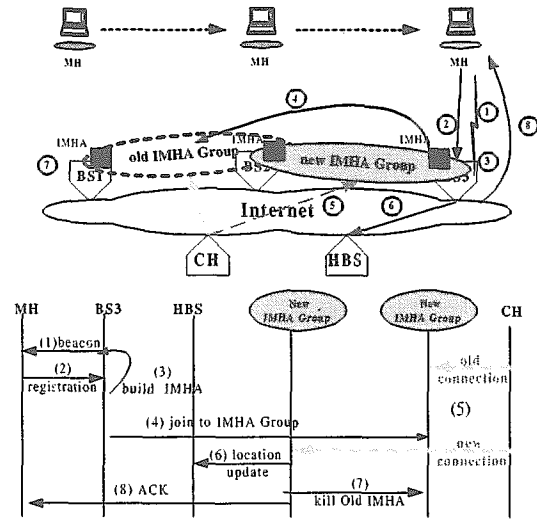 MH
MH
MH
4
1
2
8
IMHA
IMHA
IMHA
7
old IMHA Group
new IMHA Group
3
BS1
BS2
BS3
Internet
5
6
CH
HBS
MH
BS3
HBS
New
IMHA Group
New
IMHA Group
CH
(1)beacon
(2)
registration
(3)
build IMHA
old
connection
(4) join to IMHA Group
(5)
(6) location
update
new
connection
(7)
kill Old IMHA
(8) ACK